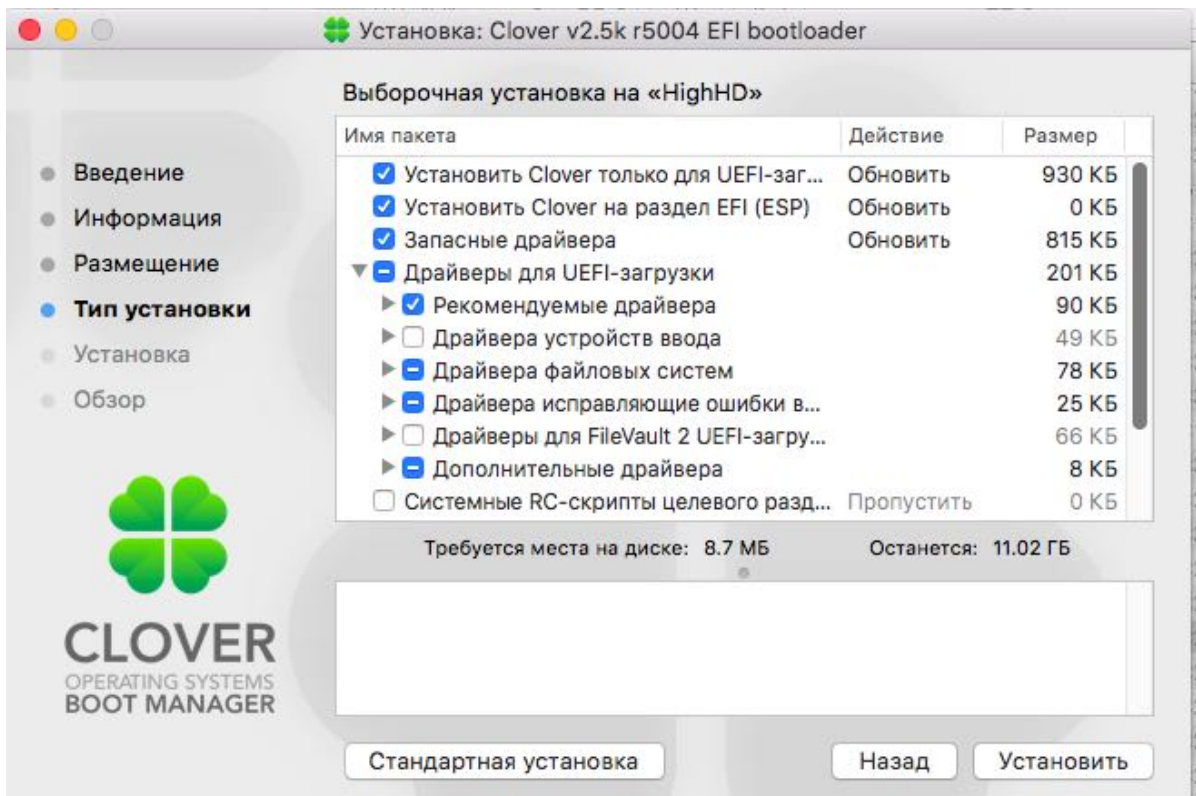 Установка: Clover v2.5k r5004 EFI bootloader
Выборочная установка на «HighHD»
Имя пакета Действие Размер
Установить Clover только для UEFI-заг... Обновить 930 КБ
Установить Clover на раздел EFI (ESP) Обновить 0 КБ
Запасные драйвера Обновить 815 КБ
Драйверы для UEFI-загрузки 201 КБ
Рекомендуемые драйвера 90 КБ
Драйвера устройств ввода 49 КБ
Драйвера файловых систем 78 КБ
Драйвера исправляющие ошибки в... 25 КБ
Драйверы для FileVault 2 UEFI-загру... 66 КБ
Дополнительные драйвера 8 КБ
Системные RC-скрипты целевого разд... Пропустить 0 КБ
Требуется места на диске: 8.7 МБ Останется: 11.02 ГБ
Введение
Информация
Размещение
Тип установки
Установка
Обзор
CLOVER
OPERATING SYSTEMS
BOOT MANAGER
Стандартная установка Назад Установить